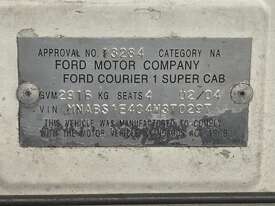 APPROVAL NO. 13284 CATEGORY NA
FORD MOTOR COMPANY
FORD COURIER 1 SUPER CAB
GVM KG SEATS 4 02/04
VIN
THIS VEHICLE WAS MANUFACTURED TO COMPLY
WITH THE MOTOR VEHICLE STANDARDS ACT 1989